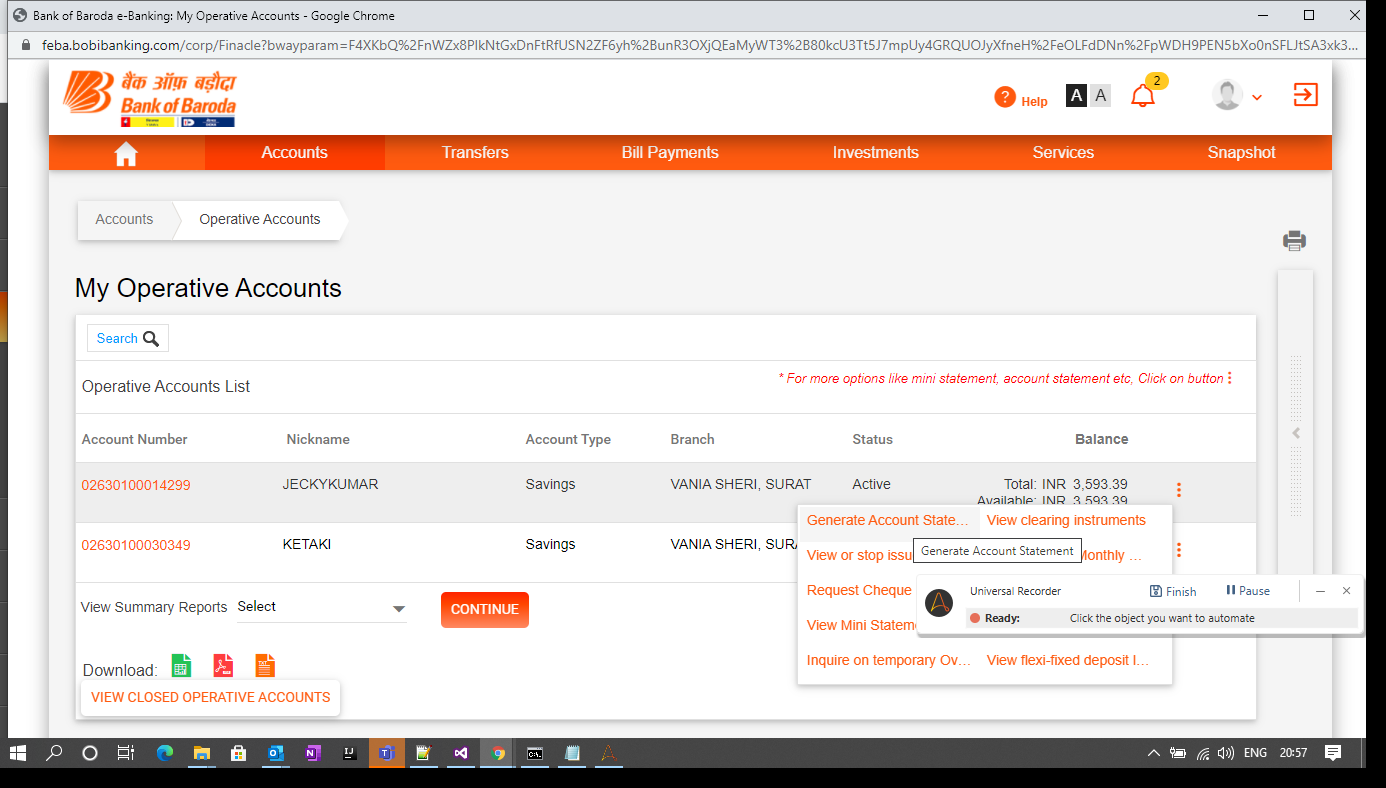 Bank of Baroda e-Banking: My Operative Accounts - Google Chrome
feba.bobibanking.com/corp/Finacle?bwayparam=F4XKbQ%2FnWZx8PlkNtGxDnFtRfUSN2ZF6yh%2BunR3OXjQEaMyWT3%2B80kcU3Tt5J7mpUy4GRQUOJyXfneH%2FeOLFdDNn%2FpWDH9PEN5bXo0nSFLJtSA3xk3...
बैंक ऑफ़ बड़ौदा
Bank of Baroda
Help A A 2
Accounts Transfers Bill Payments Investments Services Snapshot
Accounts Operative Accounts
My Operative Accounts
Search
Operative Accounts List
* For more options like mini statement, account statement etc, Click on button
Account Number Nickname Account Type Branch Status Balance
02630100014299 JECKYKUMAR Savings VANIA SHERI, SURAT Active Total: INR 3,593.39
Available: INR 3,593.39
02630100030349 KETAKI Savings VANIA SHERI, SURA
Generate Account State... View clearing instruments
View or stop issu Monthly ...
Generate Account Statement
Request Cheque
View Mini Stateme
Inquire on temporary Ov... View flexi-fixed deposit I...
Universal Recorder Finish Pause
Ready: Click the object you want to automate
View Summary Reports Select CONTINUE
Download:
VIEW CLOSED OPERATIVE ACCOUNTS
ENG 20:57